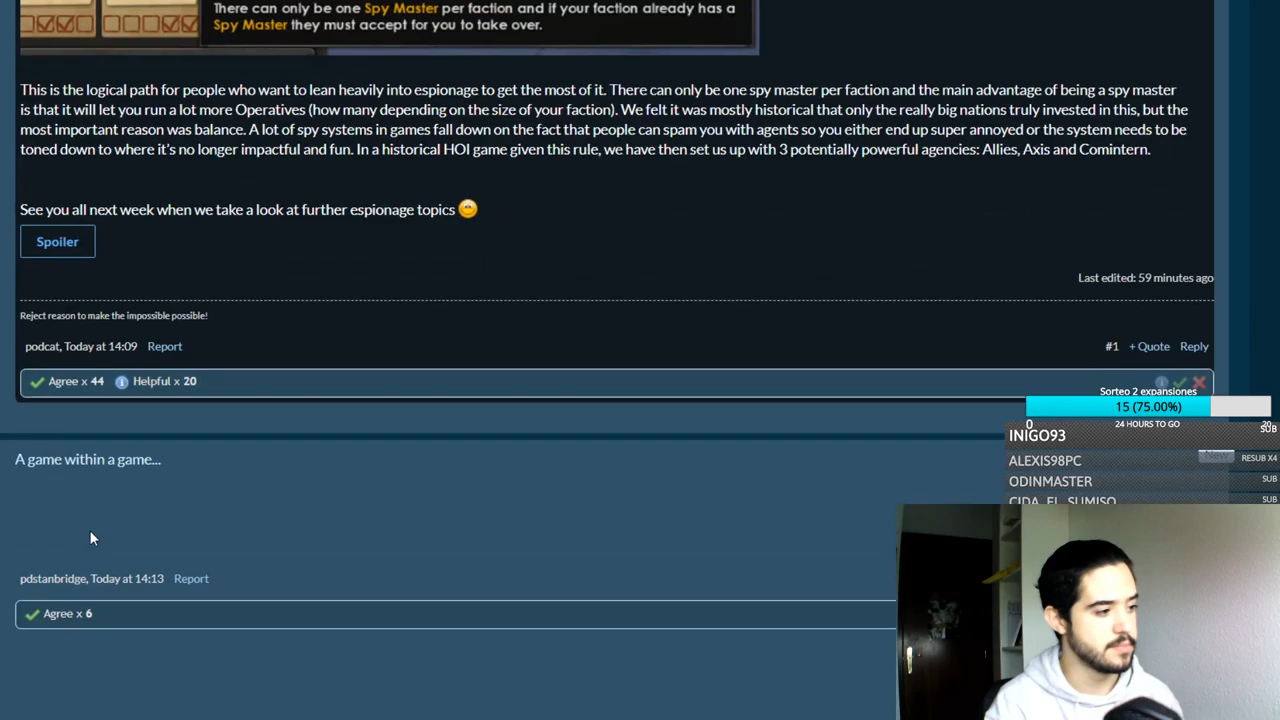 There can only be one Spy Master per faction and if your faction already has a
Spy Master they must accept for you to take over.
This is the logical path for people who want to lean heavily into espionage to get the most of it. There can only be one spy master per faction and the main advantage of being a spy master
is that it will let you run a lot more Operatives (how many depending on the size of your faction). We felt it was mostly historical that only the really big nations truly invested in this, but the
most important reason was balance. A lot of spy systems in games fall down on the fact that people can spam you with agents so you either end up super annoyed or the system needs to be
toned down to where it's no longer impactful and fun. In a historical HOI game given this rule, we have then set us up with 3 potentially powerful agencies: Allies, Axis and Comintern.
See you all next week when we take a look at further espionage topics
Spoiler
Last edited: 59 minutes ago
Reject reason to make the impossible possible!
podcat, Today at 14:09 Report #1 + Quote Reply
Agree x 44 Helpful x 20
Sorteo 2 expansiones
15 (75.00%)
0 24 HOURS TO GO 20
INIGO93 SUB
A game within a game...
ALEXIS98PC New RESUB X4
ODINMASTER SUB
CIDA_EL_SUMISO SUB
pdstanbridge, Today at 14:13 Report
Agree x 6